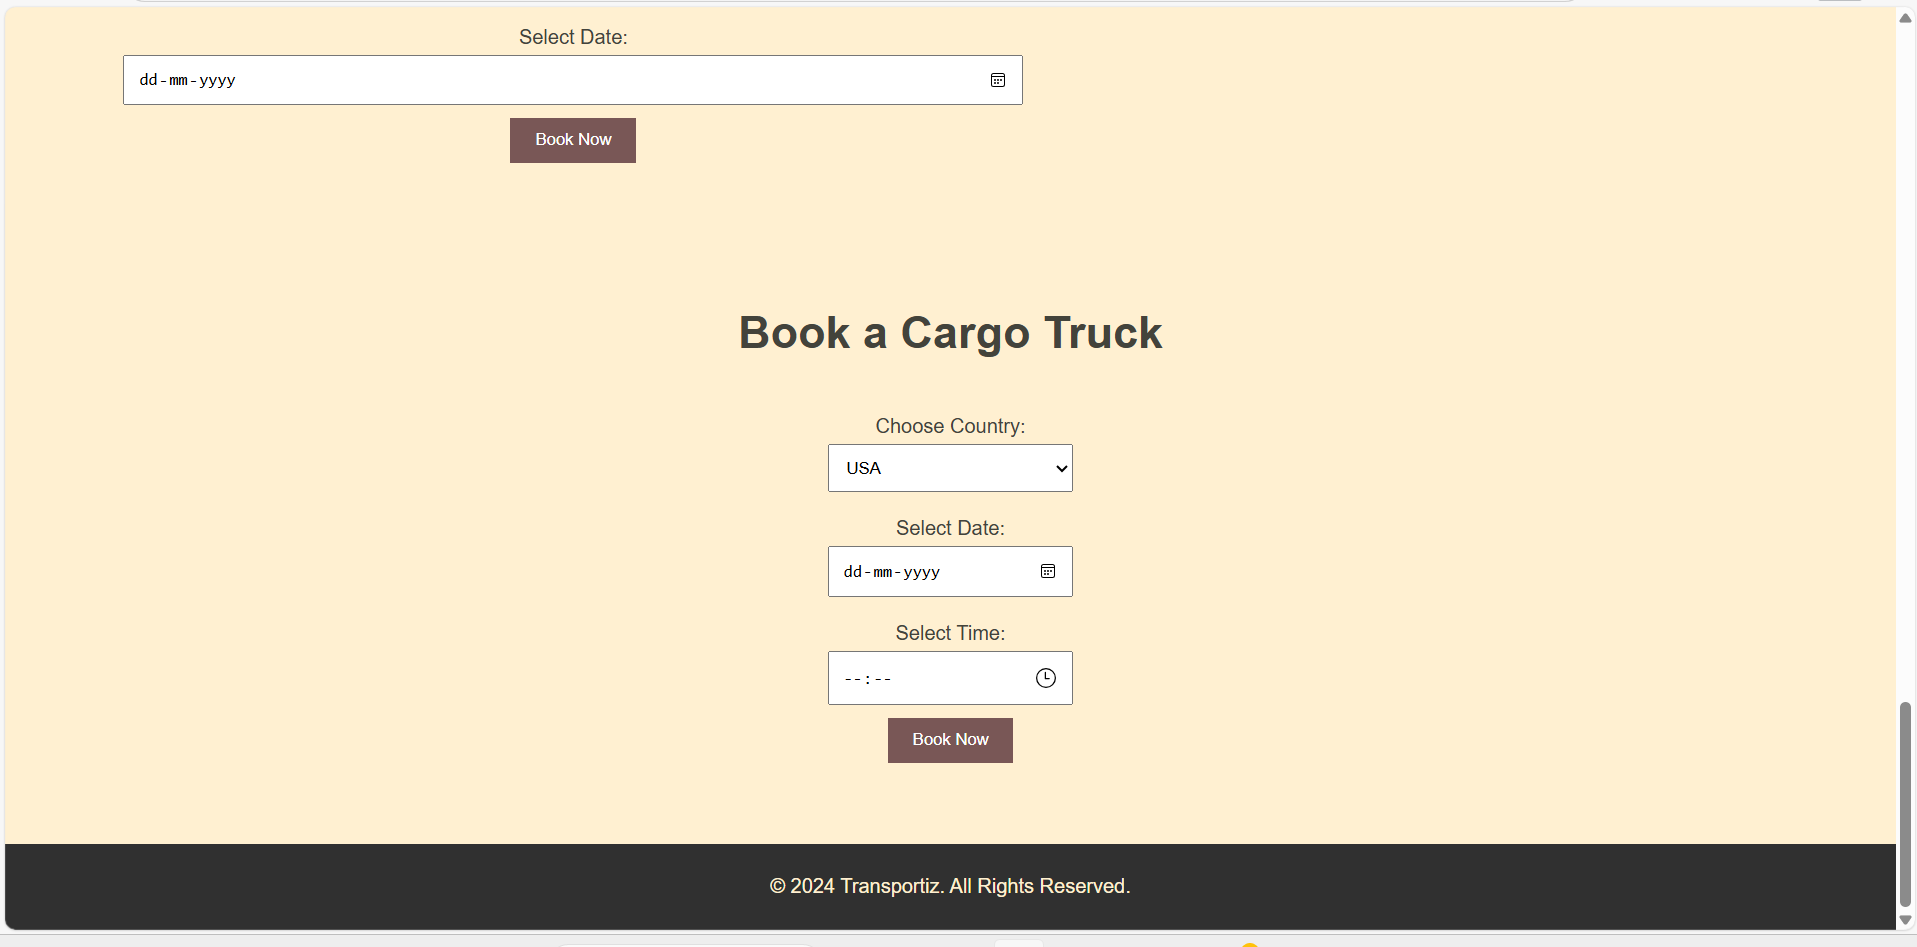 Select Date:
dd-mm-yyyy
Book Now
Book a Cargo Truck
Choose Country:
USA
Select Date:
dd-mm-yyyy
Select Time:
--:--
Book Now
© 2024 Transportiz. All Rights Reserved.